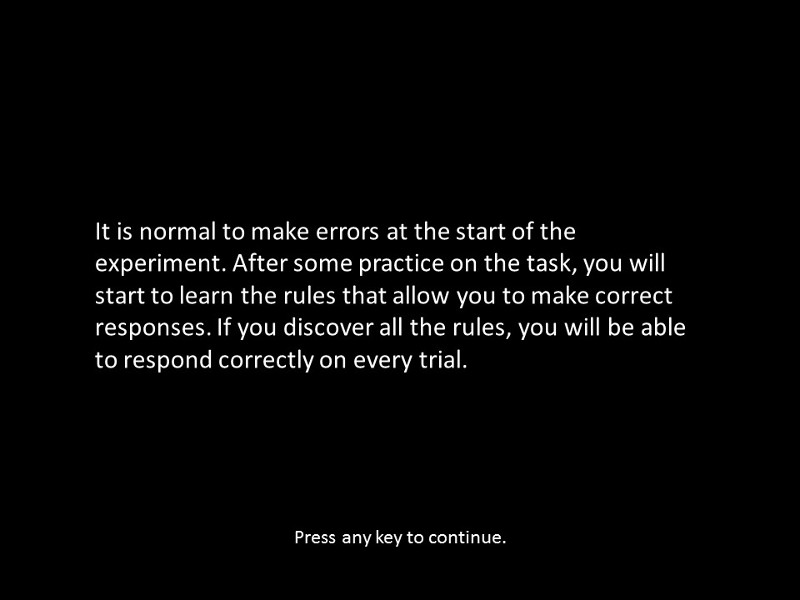 It is normal to make errors at the start of the
experiment. After some practice on the task, you will
start to learn the rules that allow you to make correct
responses. If you discover all the rules, you will be able
to respond correctly on every trial.
Press any key to continue.